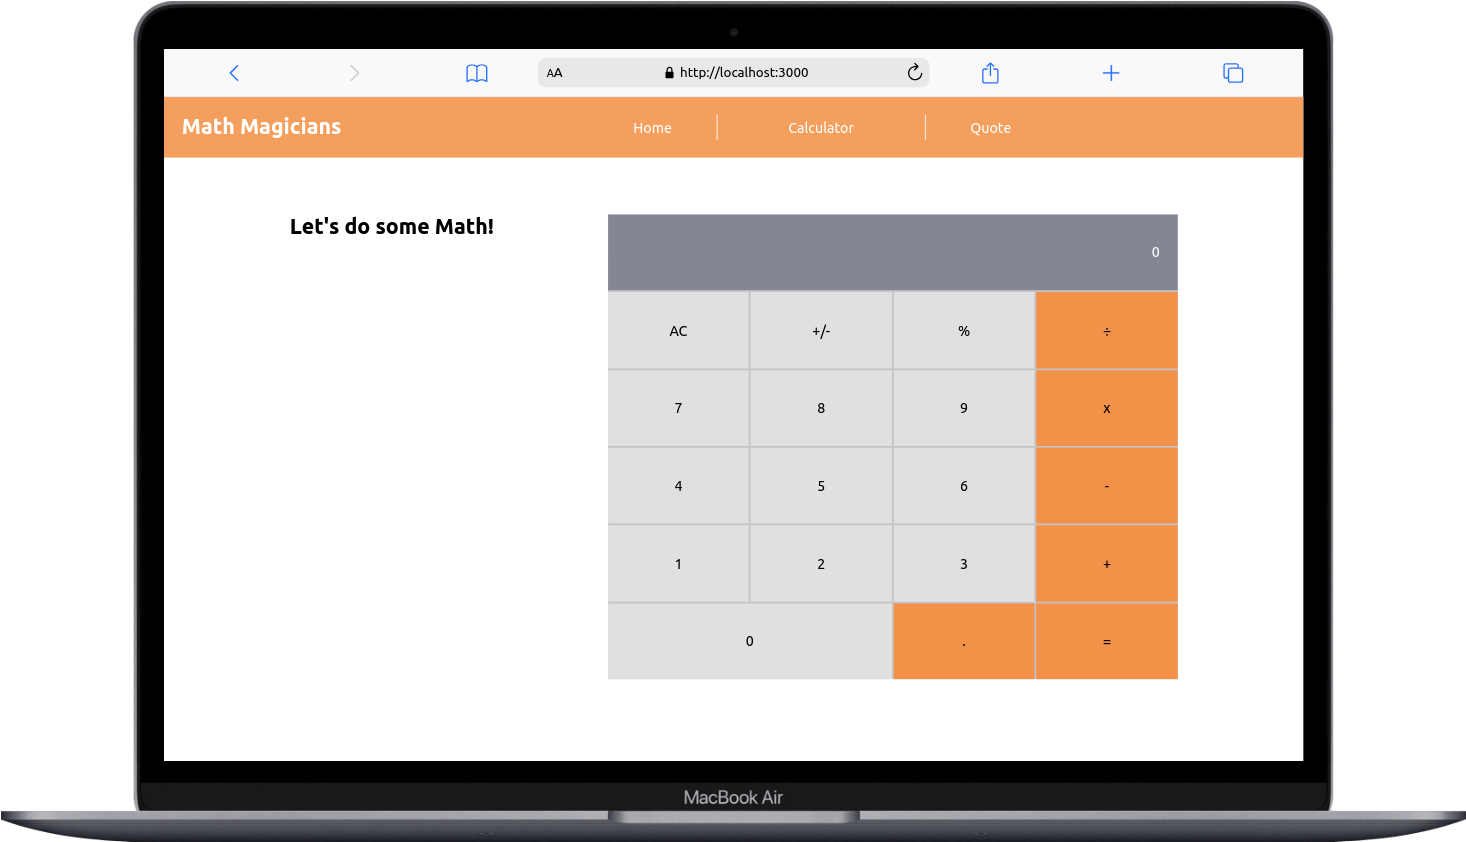 AA http://localhost:3000
Math Magicians Home Calculator Quote
Let's do some Math!
0
AC +/- % ÷
7 8 9 x
4 5 6 -
1 2 3 +
0 . =
MacBook Air